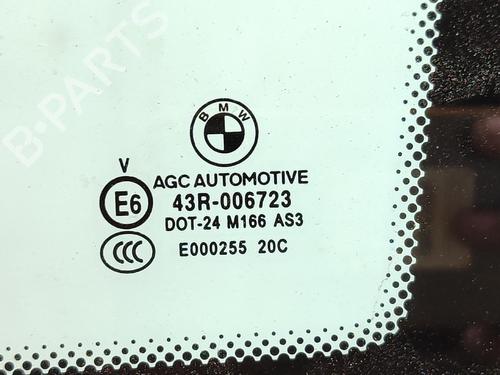 B-PARTS
BMW
V
AGC AUTOMOTIVE
E6 43R-006723
DOT-24 M166 AS3
CCC
E000255 20C